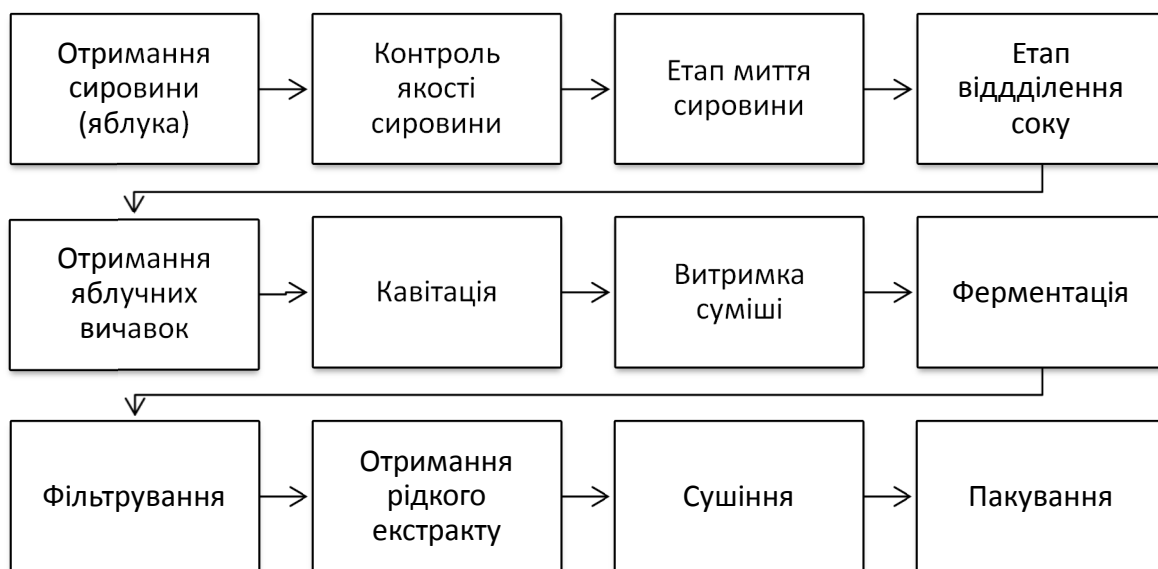 Отримання
сировини
(яблука)
Контроль
якості
сировини
Етап миття
сировини
Етап
віддділення
соку
Отримання
яблучних
вичавок
Кавітація
Витримка
суміші
Ферментація
Фільтрування
Отримання
рідкого
екстракту
Сушіння
Пакування